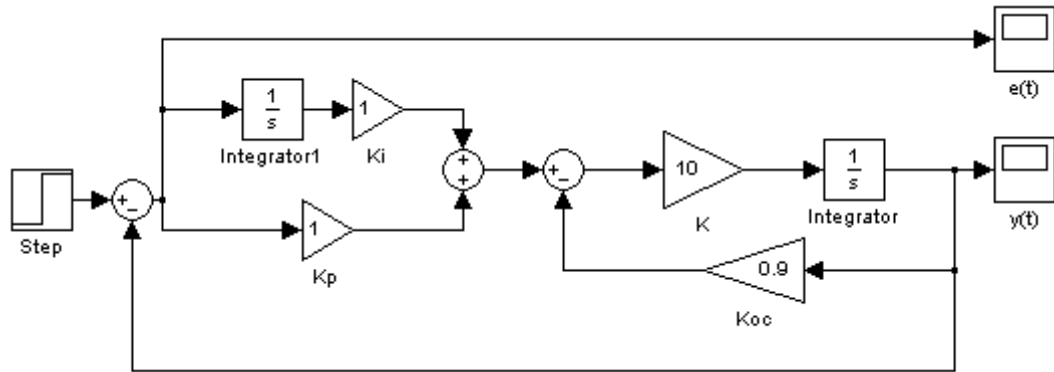 e(t)
1
s
Integrator1
1
Ki
+
+
+
−
10
K
1
s
Integrator
y(t)
+
−
Step
1
Kp
0.9
Koc